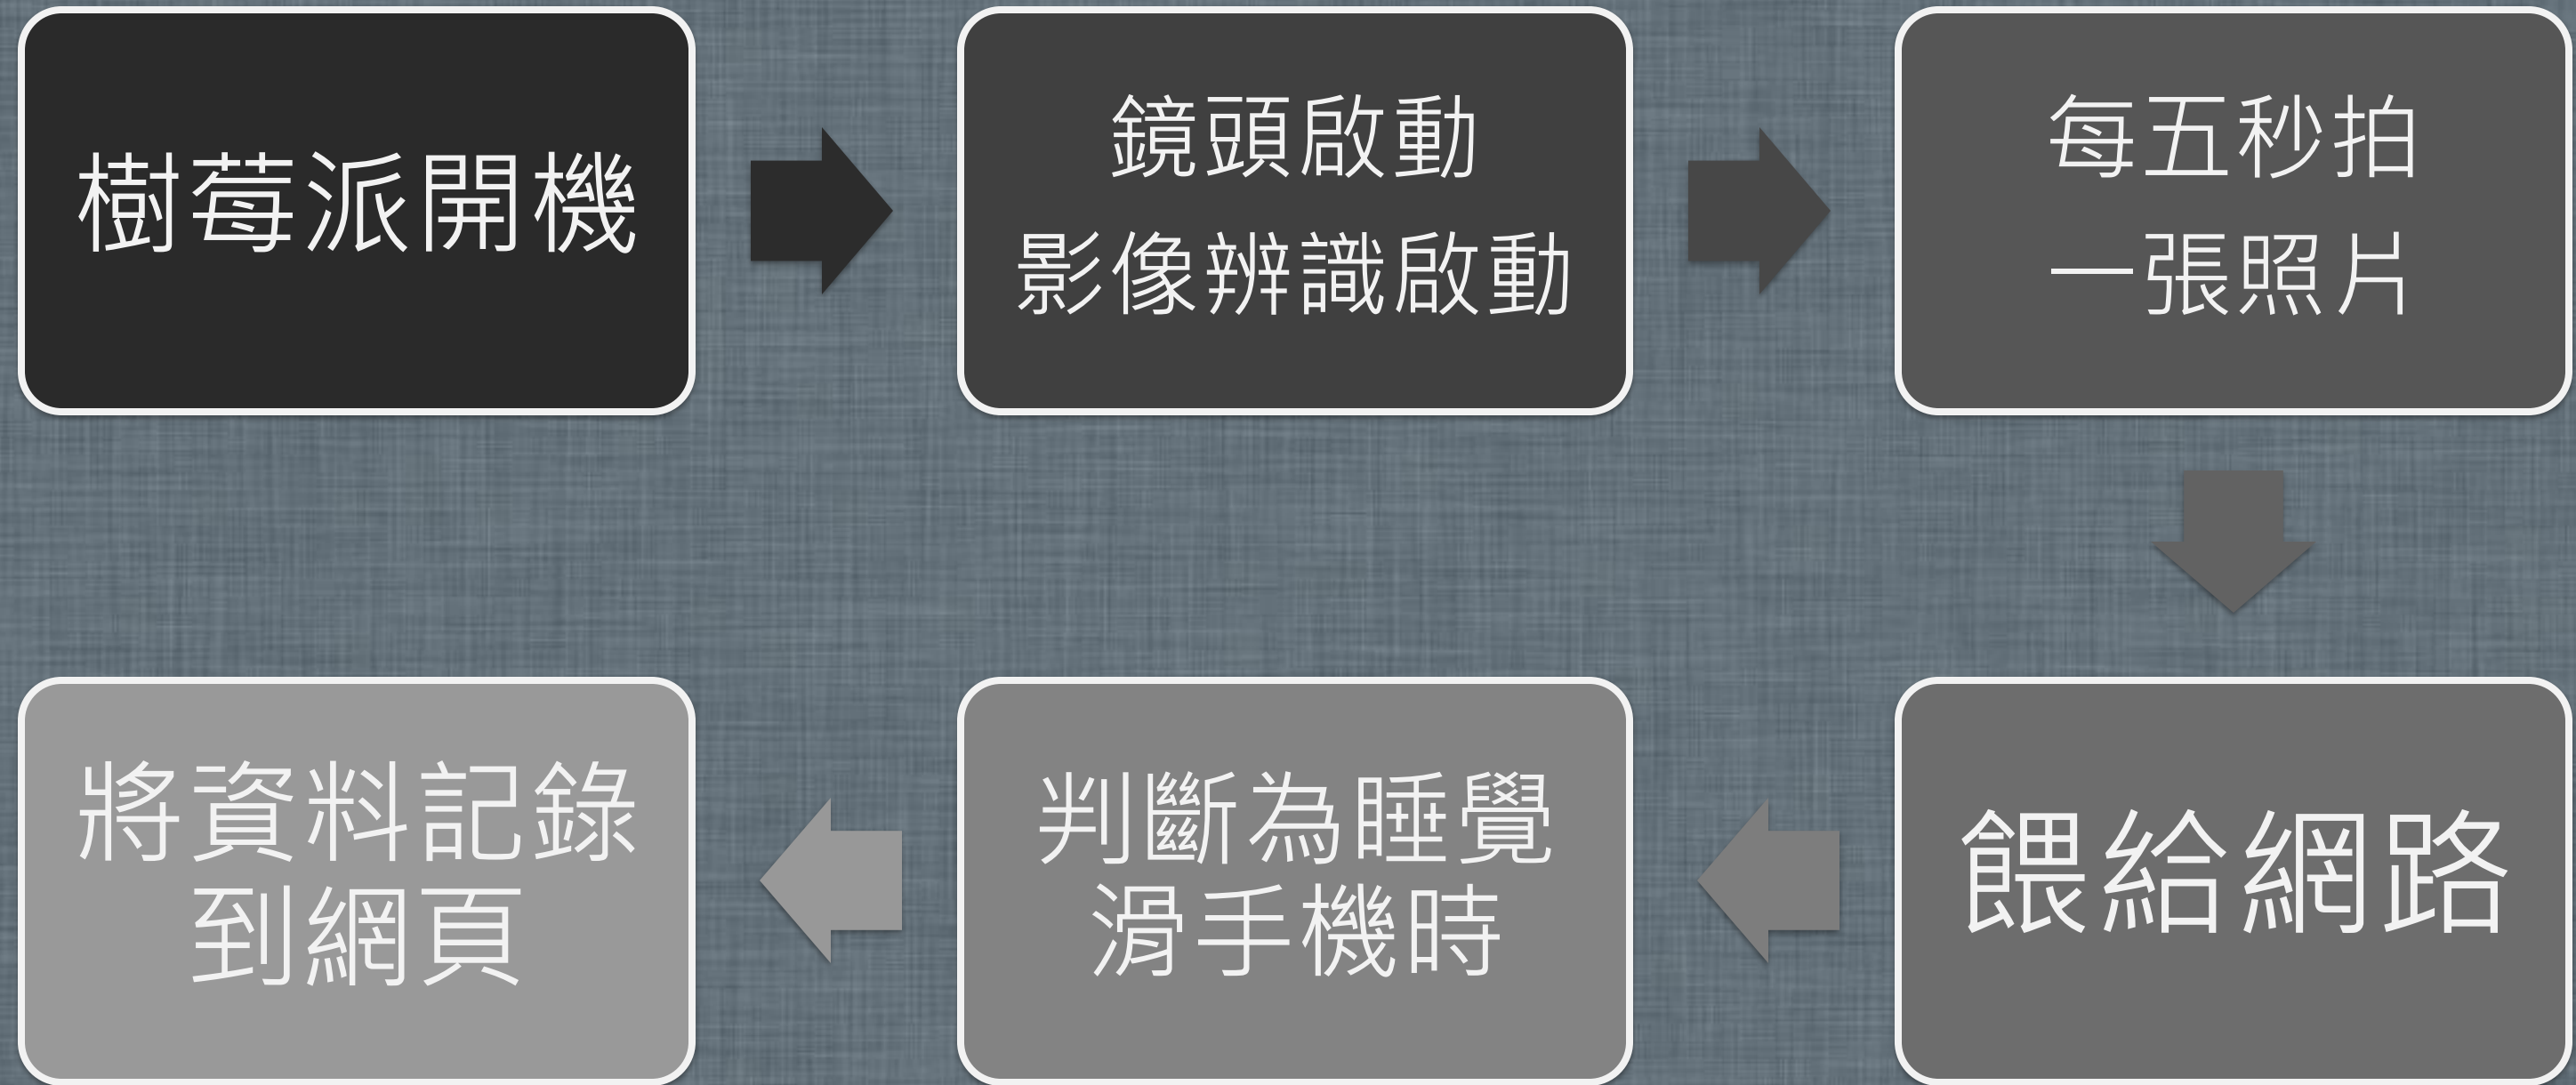 樹莓派開機
鏡頭啟動
影像辨識啟動
每五秒拍
一張照片
餵給網路
判斷為睡覺
滑手機時
將資料記錄
到網頁